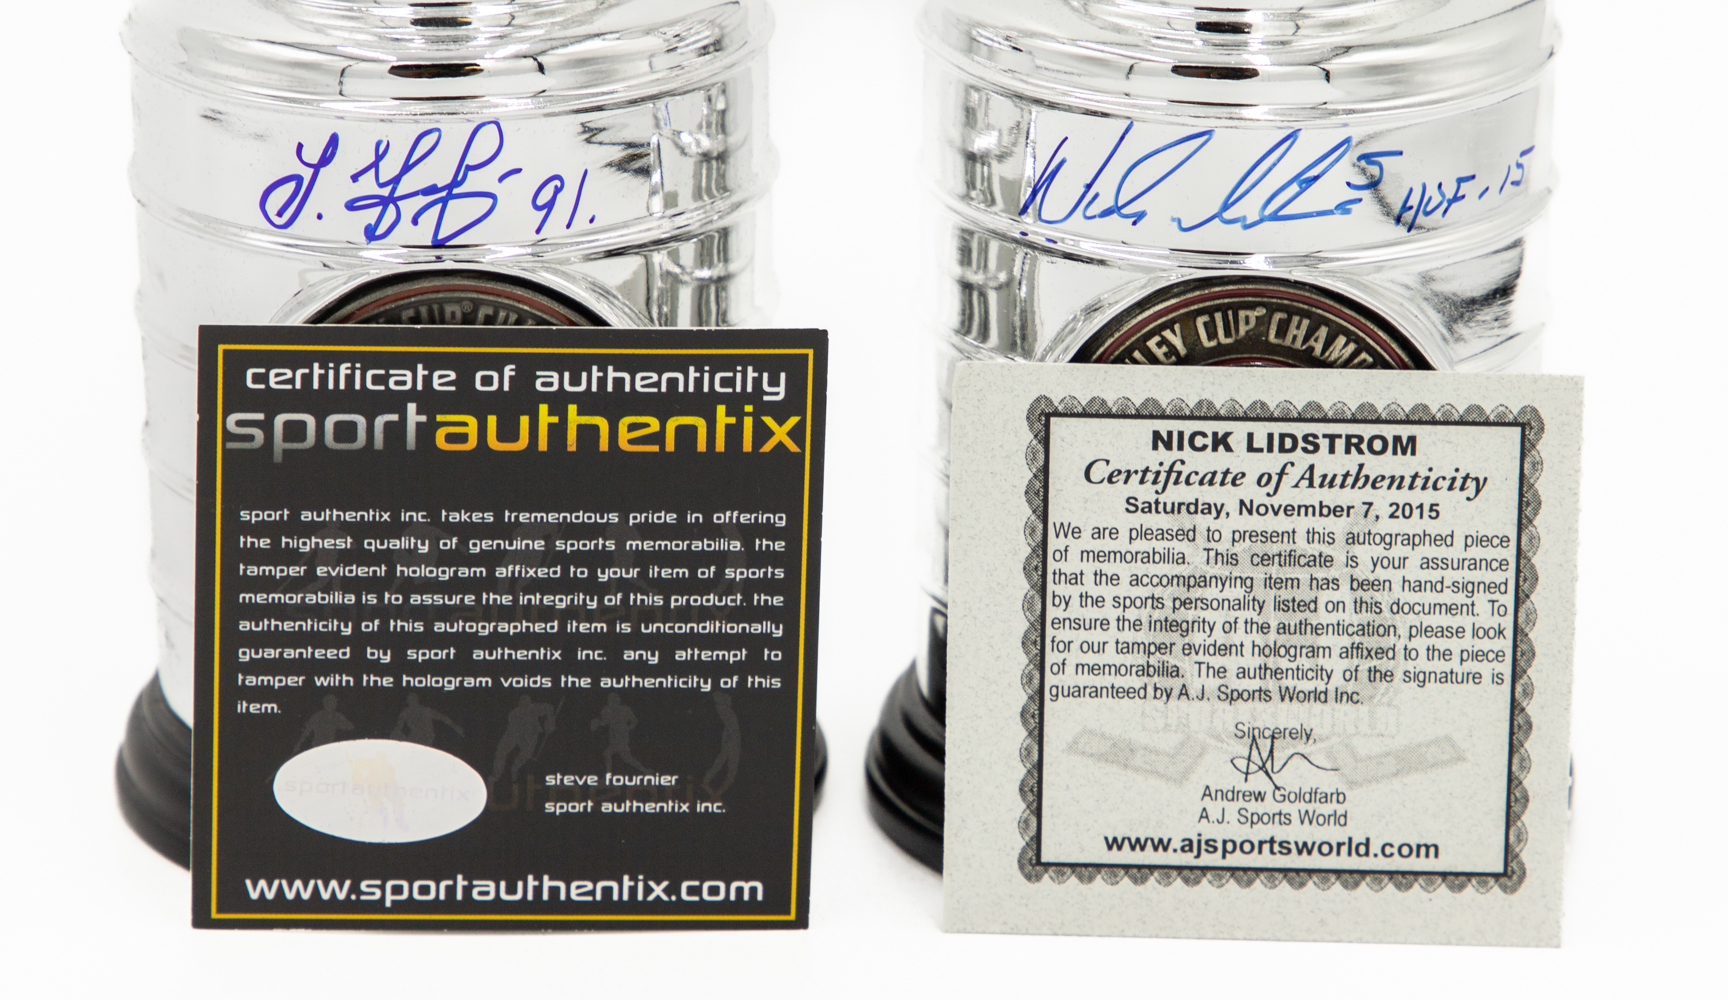 91.
Nick Lidstrom 5 HOF-15
CUP® CH
LEY CUP® CHAMP
certificate of authenticity
sportauthentix
sport authentix inc. takes tremendous pride in offering
the highest quality of genuine sports memorabilia. the
tamper evident hologram affixed to your item of sports
memorabilia is to assure the integrity of this product. the
authenticity of this autographed item is unconditionally
guaranteed by sport authentix inc. any attempt to
tamper with the hologram voids the authenticity of this
item.
sportauthentix
steve fournier
sport authentix inc.
www.sportauthentix.com
NICK LIDSTROM
Certificate of Authenticity
Saturday, November 7, 2015
We are pleased to present this autographed piece
of memorabilia. This certificate is your assurance
that the accompanying item has been hand-signed
by the sports personality listed on this document. To
ensure the integrity of the authentication, please look
for our tamper evident hologram affixed to the piece
of memorabilia. The authenticity of the signature is
guaranteed by A.J. Sports World Inc.
Sincerely,
Andrew Goldfarb
A.J. Sports World
www.ajsportsworld.com